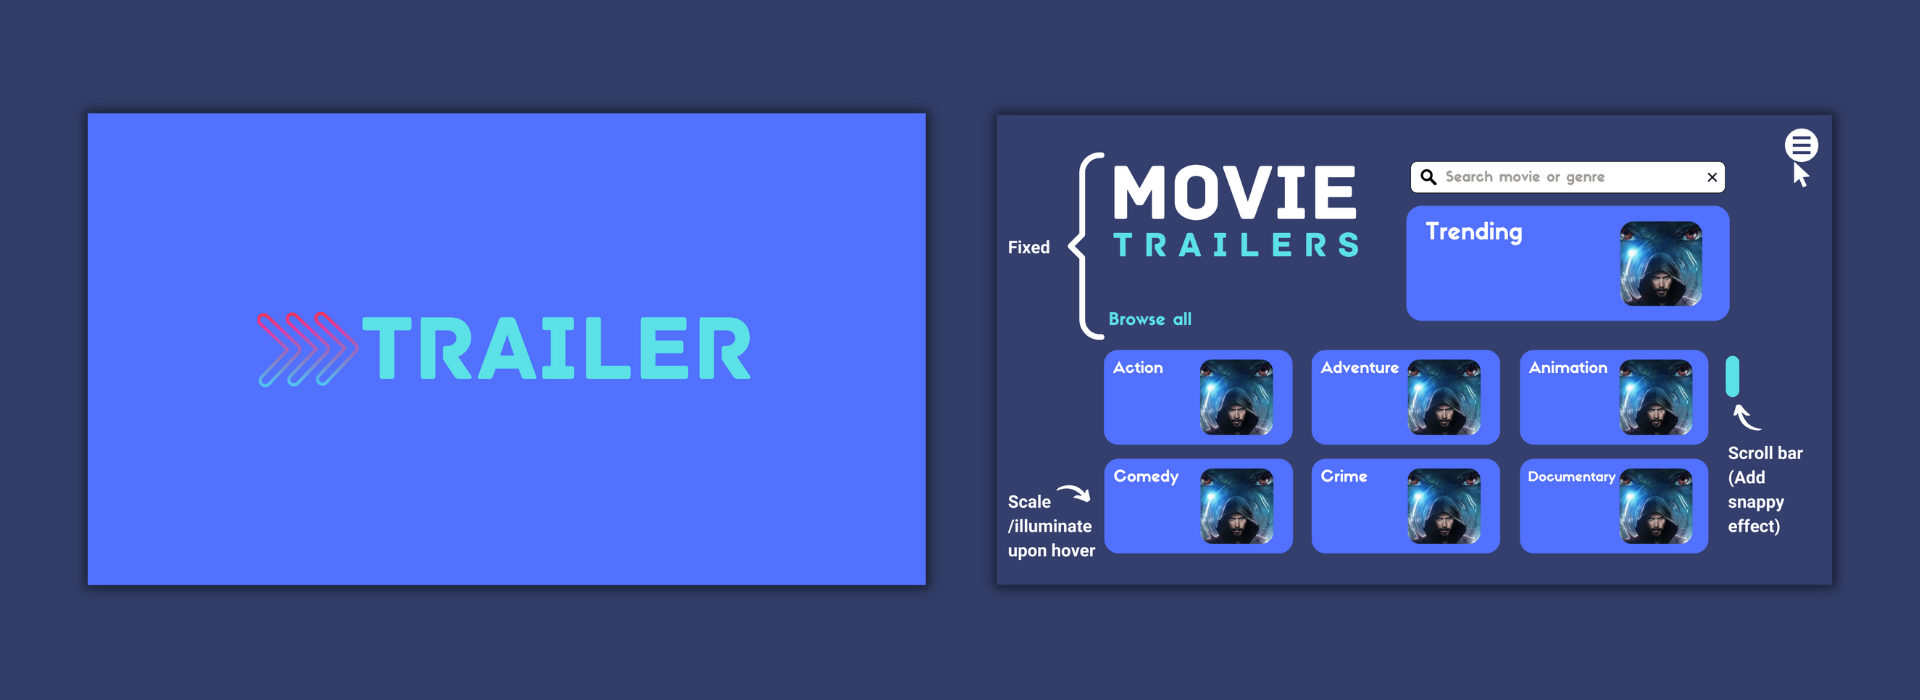 TRAILER
MOVIE
TRAILERS
Search movie or genre
Trending
Fixed
Browse all
Action
Adventure
Animation
Comedy
Crime
Documentary
Scale
/illuminate
upon hover
Scroll bar
(Add
snappy
effect)